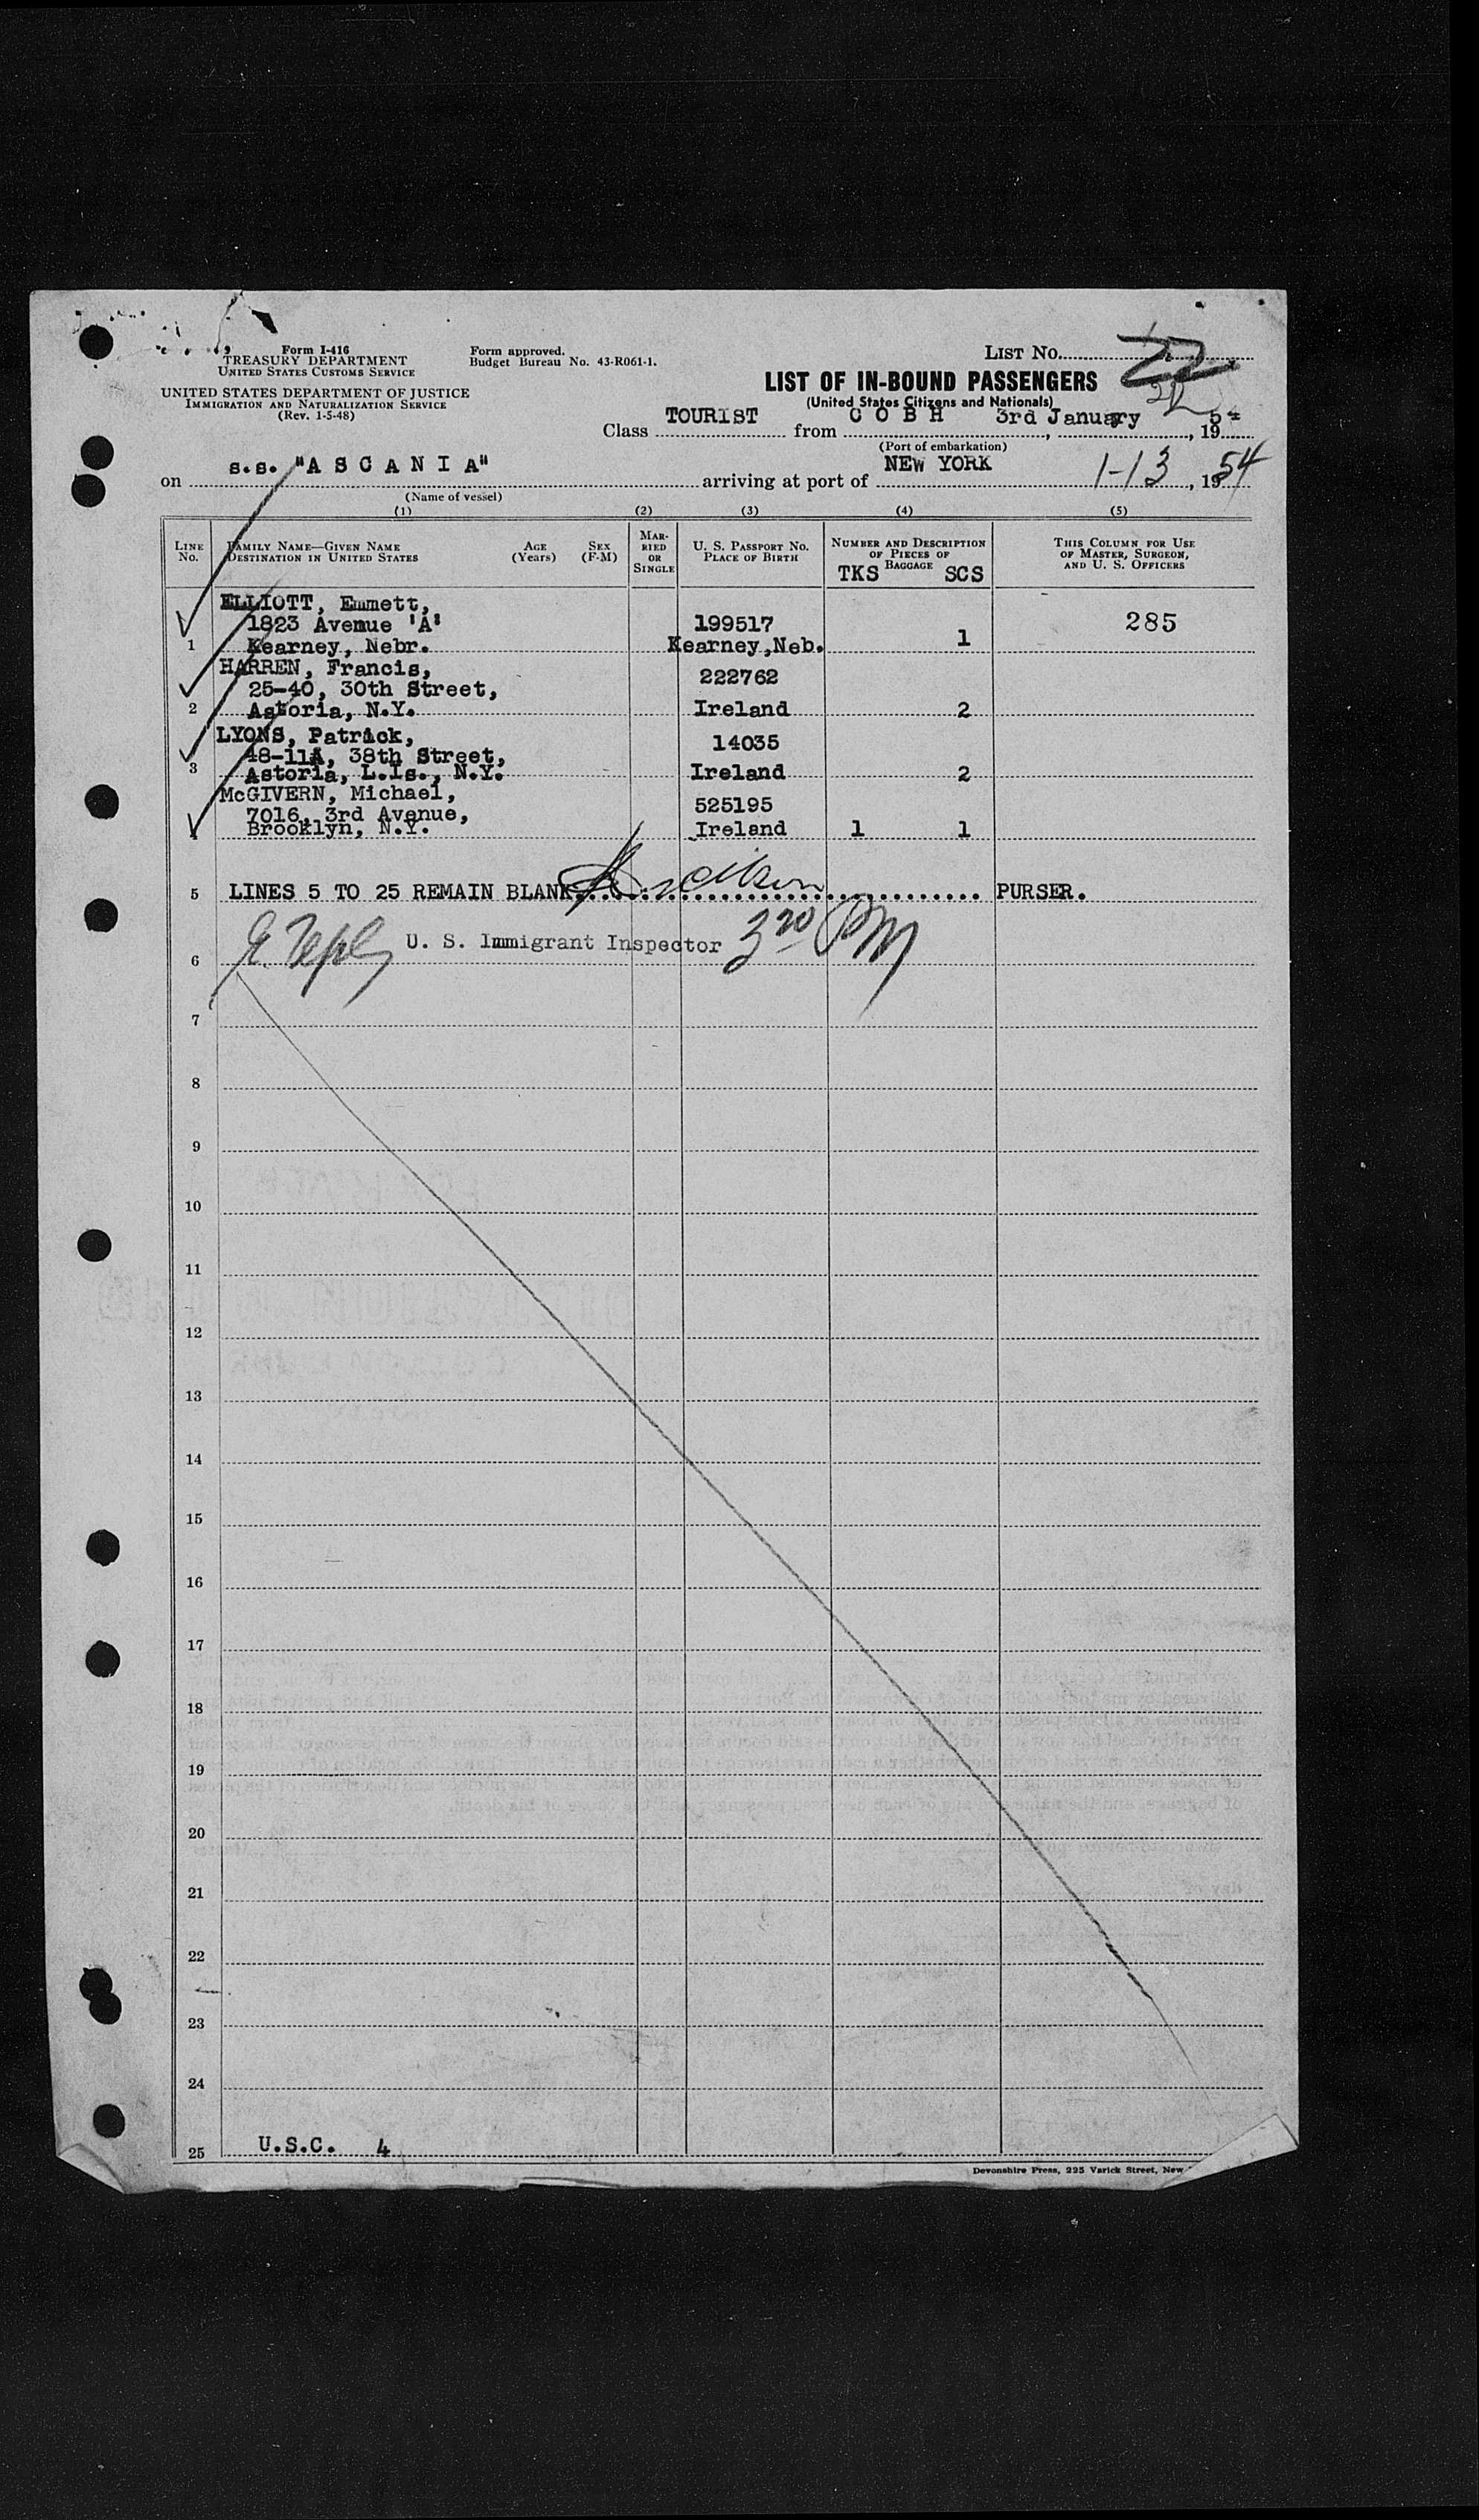 Form I-416
TREASURY DEPARTMENT
UNITED STATES CUSTOMS SERVICE
UNITED STATES DEPARTMENT OF JUSTICE
IMMIGRATION AND NATURALIZATION SERVICE
(Rev. 1-5-48)
Form approved.
Budget Bureau No. 43-R061-1.
LIST No. 22
LIST OF IN-BOUND PASSENGERS
(United States Citizens and Nationals)
Class TOURIST from COBH 3rd January, 195
(Port of embarkation)
on s.s. "ASCANIA" arriving at port of NEW YORK 1-13, 1954
(Name of vessel)
(1) (2) (3) (4) (5)
LINE No.
FAMILY NAME—GIVEN NAME
DESTINATION IN UNITED STATES
AGE (Years)
SEX (F-M)
MARRIED OR SINGLE
U. S. PASSPORT No.
PLACE OF BIRTH
NUMBER AND DESCRIPTION OF PIECES OF BAGGAGE
TKS SCS
THIS COLUMN FOR USE OF MASTER, SURGEON, AND U. S. OFFICERS
ELLIOTT, Emmett,
1823 Avenue 'A' 199517 285
1 Kearney, Nebr. Kearney,Neb. 1
HARREN, Francis,
25-40, 30th Street, 222762
2 Astoria, N.Y. Ireland 2
LYONS, Patrick,
48-11A, 38th Street, 14035
3 Astoria, L.Is., N.Y. Ireland 2
McGIVERN, Michael,
7016, 3rd Avenue, 525195
4 Brooklyn, N.Y. Ireland 1 1
5 LINES 5 TO 25 REMAIN BLANK. PURSER.
6 U. S. Immigrant Inspector 3 20 PM
7
8
9
10
11
12
13
14
15
16
17
18
19
20
21
22
23
24
25 U.S.C. 4
Devonshire Press, 225 Varick Street, New